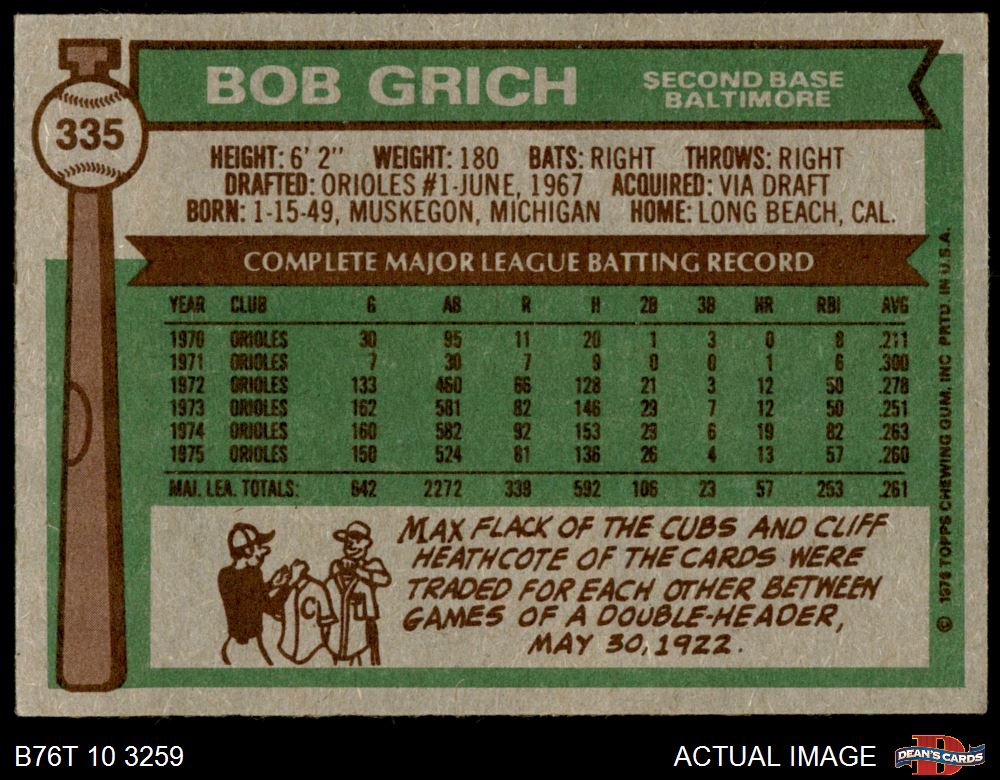 BOB GRICH
SECOND BASE
BALTIMORE
335
HEIGHT: 6' 2" WEIGHT: 180 BATS: RIGHT THROWS: RIGHT
DRAFTED: ORIOLES #1-JUNE, 1967 ACQUIRED: VIA DRAFT
BORN: 1-15-49, MUSKEGON, MICHIGAN HOME: LONG BEACH, CAL.
COMPLETE MAJOR LEAGUE BATTING RECORD
YEAR CLUB G AB R H 2B 3B HR RBI AVG
1970 ORIOLES 30 95 11 20 1 3 0 8 .211
1971 ORIOLES 7 30 7 9 0 0 1 6 .300
1972 ORIOLES 133 460 66 128 21 3 12 50 .278
1973 ORIOLES 162 581 82 146 29 7 12 50 .251
1974 ORIOLES 160 582 92 153 29 6 19 82 .263
1975 ORIOLES 150 524 81 136 26 4 13 57 .260
MAJ. LEA. TOTALS: 642 2272 339 592 106 23 57 253 .261
C
MAX FLACK OF THE CUBS AND CLIFF
HEATHCOTE OF THE CARDS WERE
TRADED FOR EACH OTHER BETWEEN
GAMES OF A DOUBLE-HEADER,
MAY 30, 1922.
© 1976 TOPPS CHEWING GUM, INC PRTD. IN U.S.A.
B76T 10 3259
ACTUAL IMAGE
DEAN'S CARDS